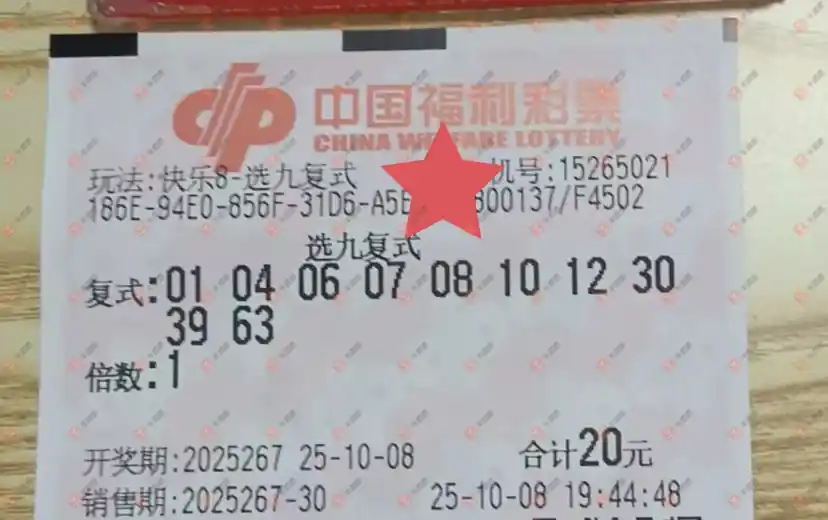 中国福利彩票
CHINA WELFARE LOTTERY
玩法:快乐8-选九复式 机号:15265021
186E-94E0-856F-31D6-A5 800137/F4502
选九复式
复式:01 04 06 07 08 10 12 30
39 63
倍数:1
开奖期:2025267 25-10-08 合计20元
销售期:2025267-30 25-10-08 19:44:48